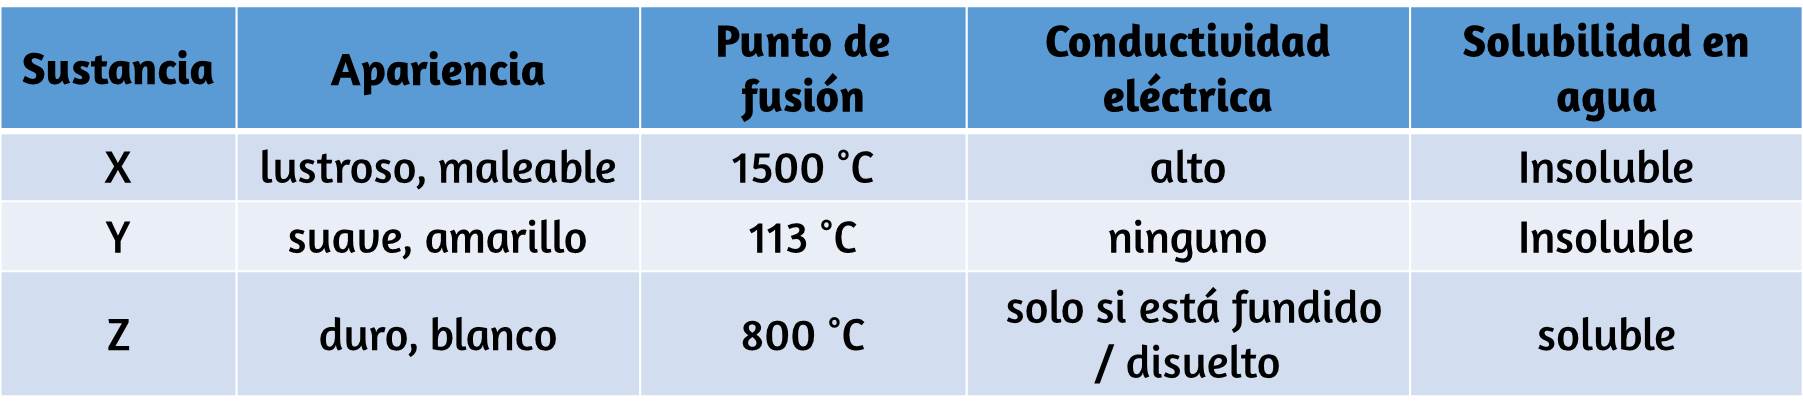 Sustancia Apariencia Punto de fusión Conductividad eléctrica Solubilidad en agua
X lustroso, maleable 1500 °C alto Insoluble
Y suave, amarillo 113 °C ninguno Insoluble
Z duro, blanco 800 °C solo si está fundido / disuelto soluble